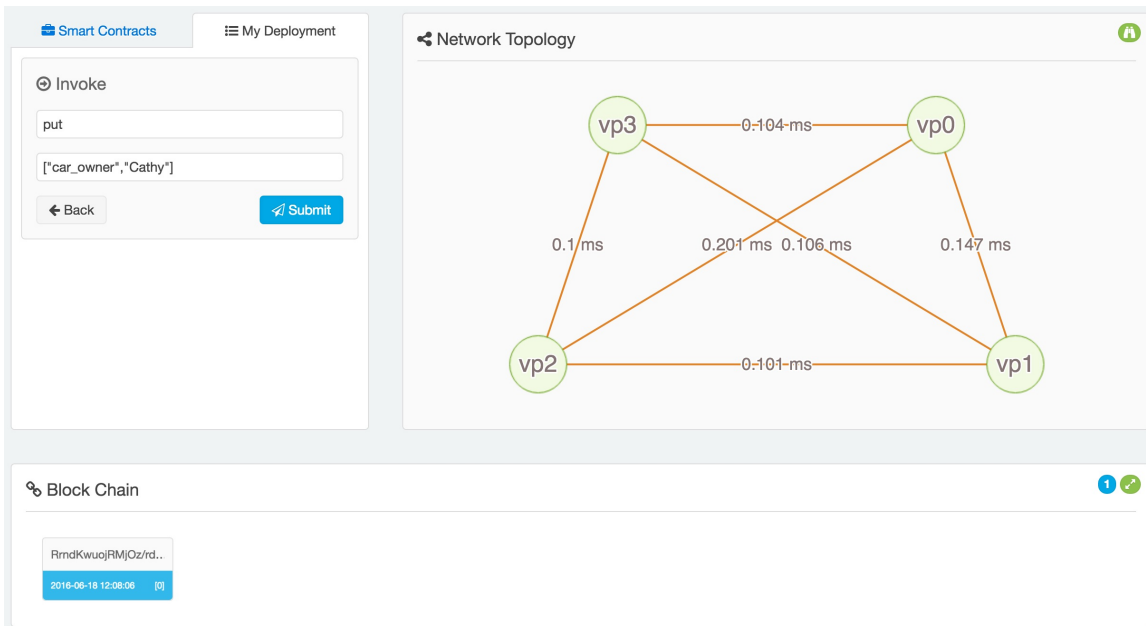 Smart Contracts
My Deployment
Invoke
put
["car_owner","Cathy"]
Back
Submit
Network Topology
vp3
0.104 ms
vp0
0.1 ms
0.201 ms
0.106 ms
0.147 ms
vp2
0.101 ms
vp1
Block Chain
1
RrndKwuojRMjOz/rd...
2016-06-18 12:08:06
[0]